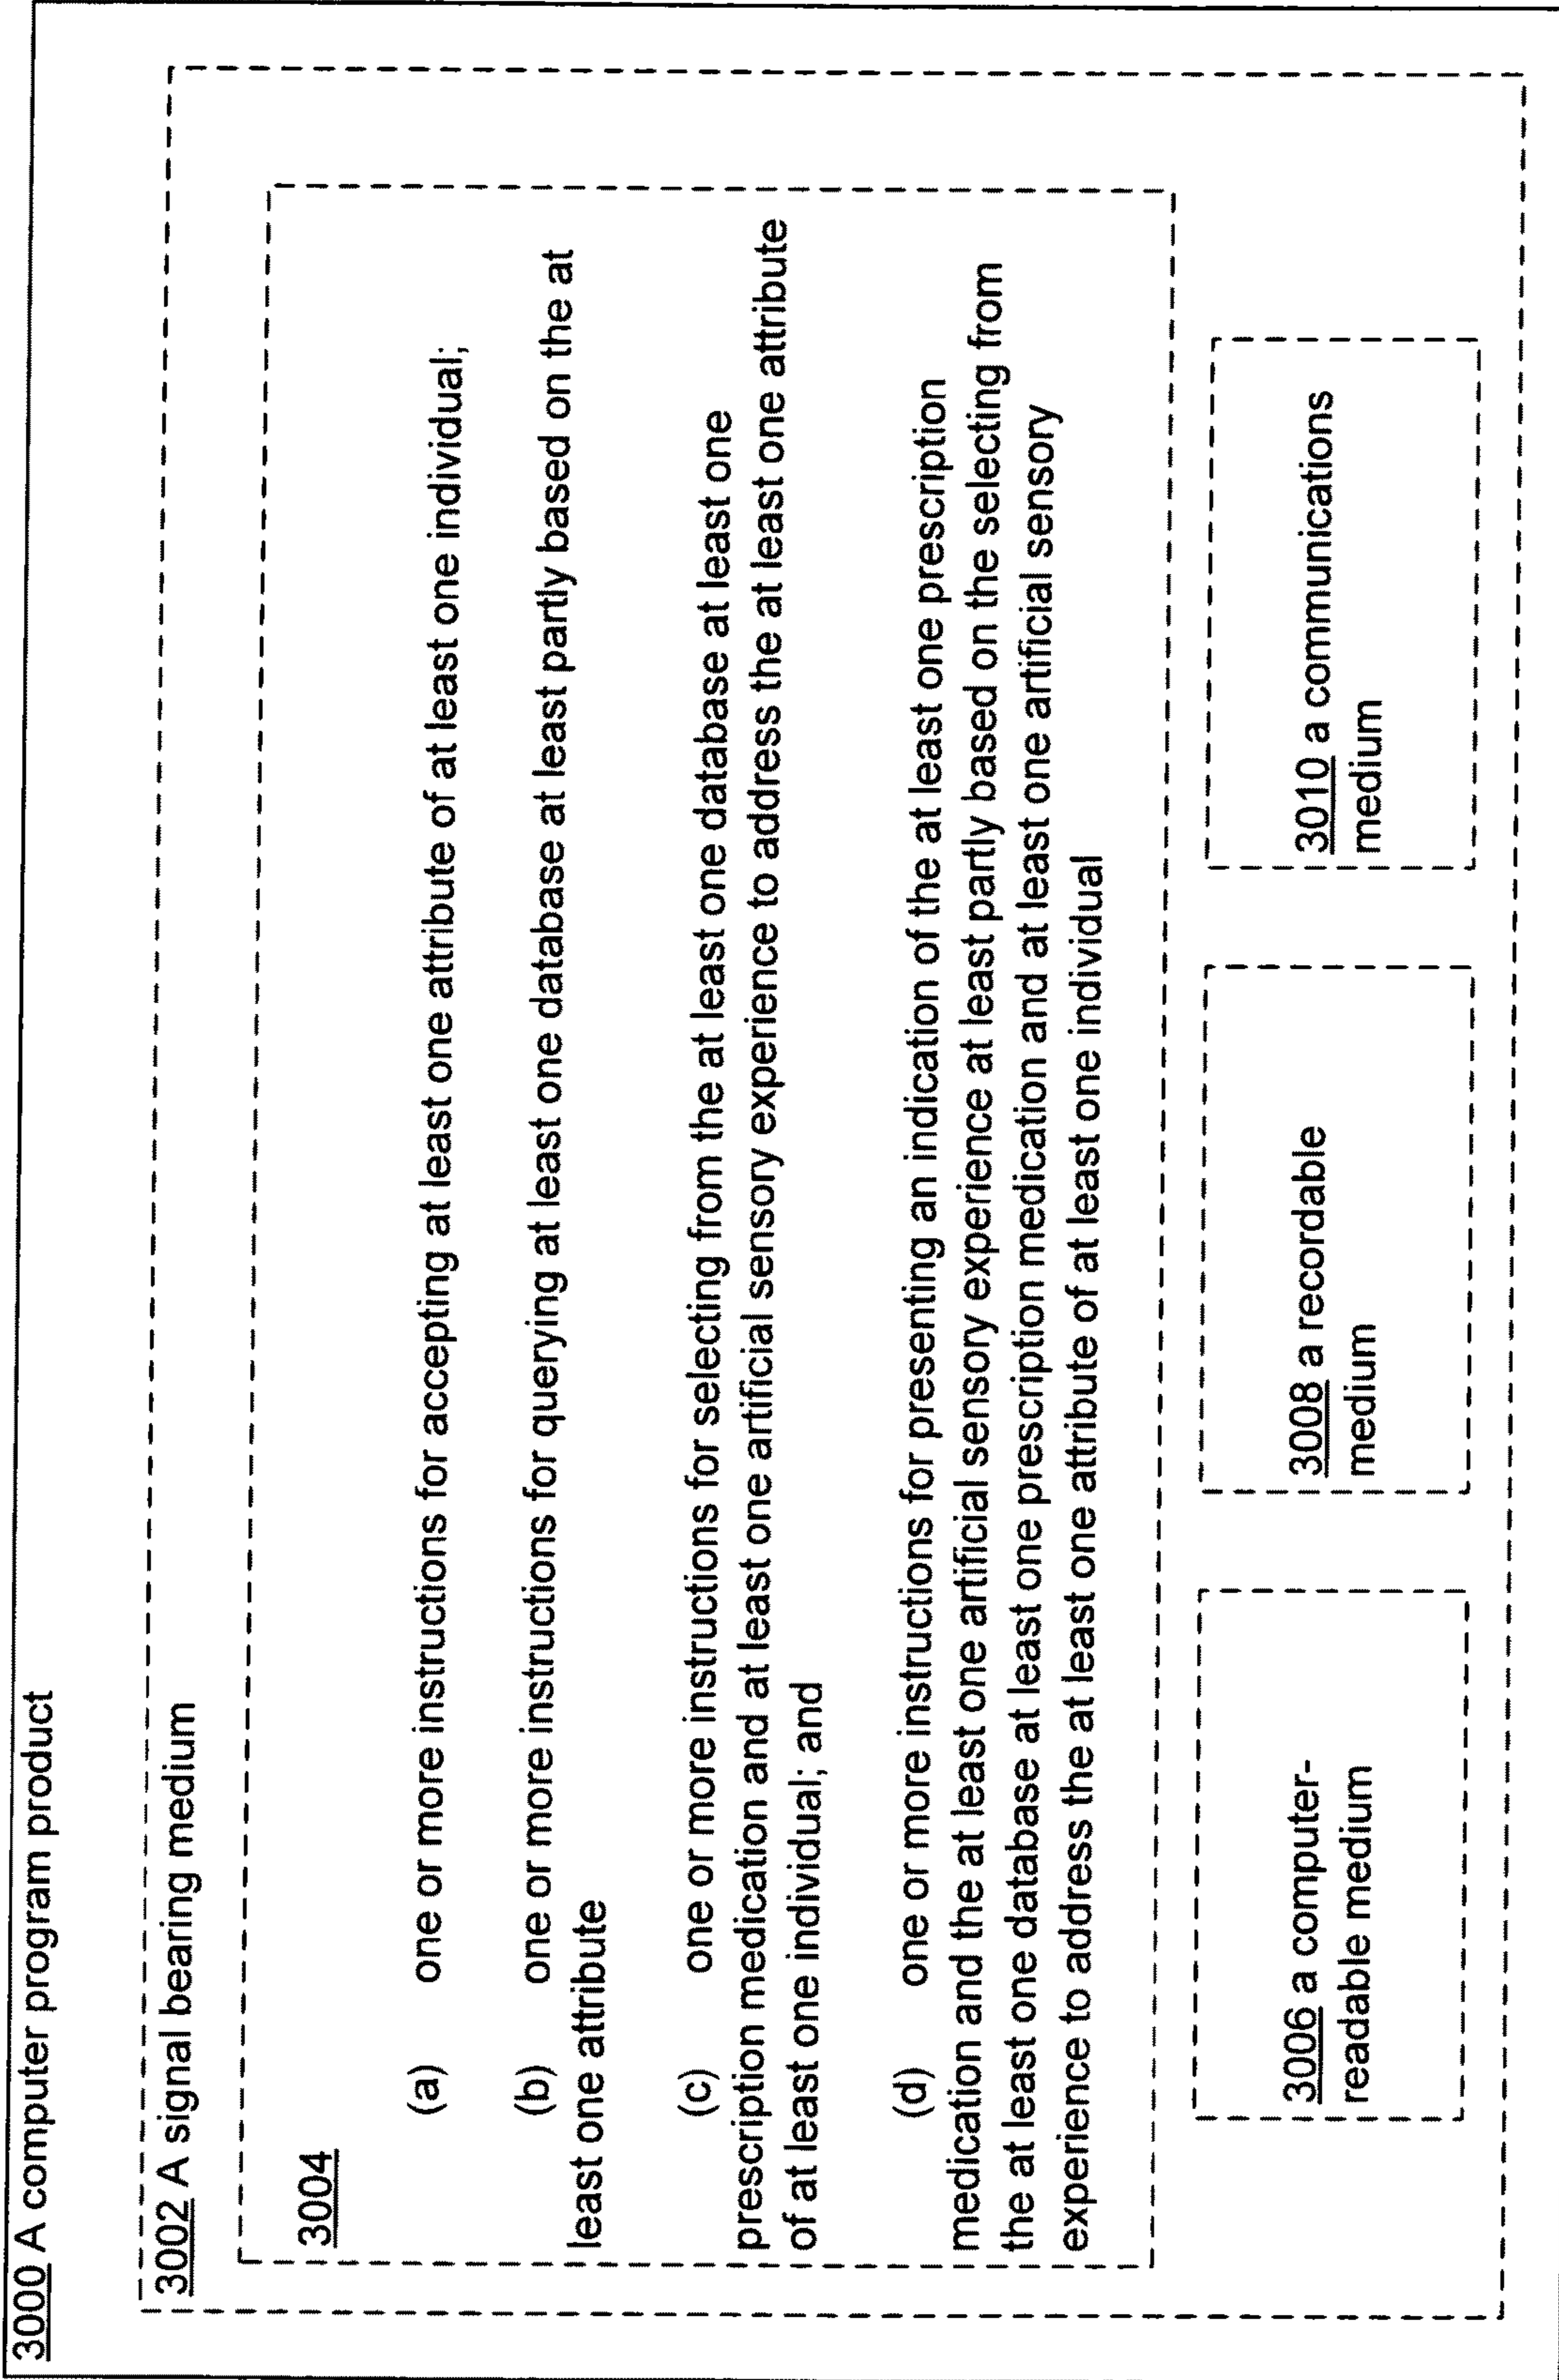 3000 A computer program product
3002 A signal bearing medium
3004
(a) one or more instructions for accepting at least one attribute of at least one individual;
(b) one or more instructions for querying at least one database at least partly based on the at
least one attribute
(c) one or more instructions for selecting from the at least one database at least one
prescription medication and at least one artificial sensory experience to address the at least one attribute
of at least one individual; and
(d) one or more instructions for presenting an indication of the at least one prescription
medication and the at least one artificial sensory experience at least partly based on the selecting from
the at least one database at least one prescription medication and at least one artificial sensory
experience to address the at least one attribute of at least one individual
3006 a computer-
readable medium
3008 a recordable
medium
3010 a communications
medium